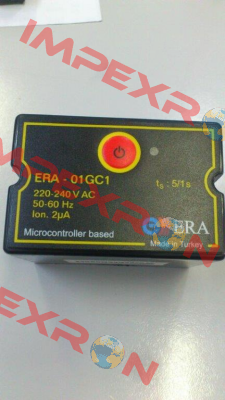 IMPEXRON
ERA - 01GC1
220-240 V AC
50-60 Hz
Ion. 2µA
Microcontroller based
ts - 5/1s
ERA
Made in Turkey
IMPEXRON